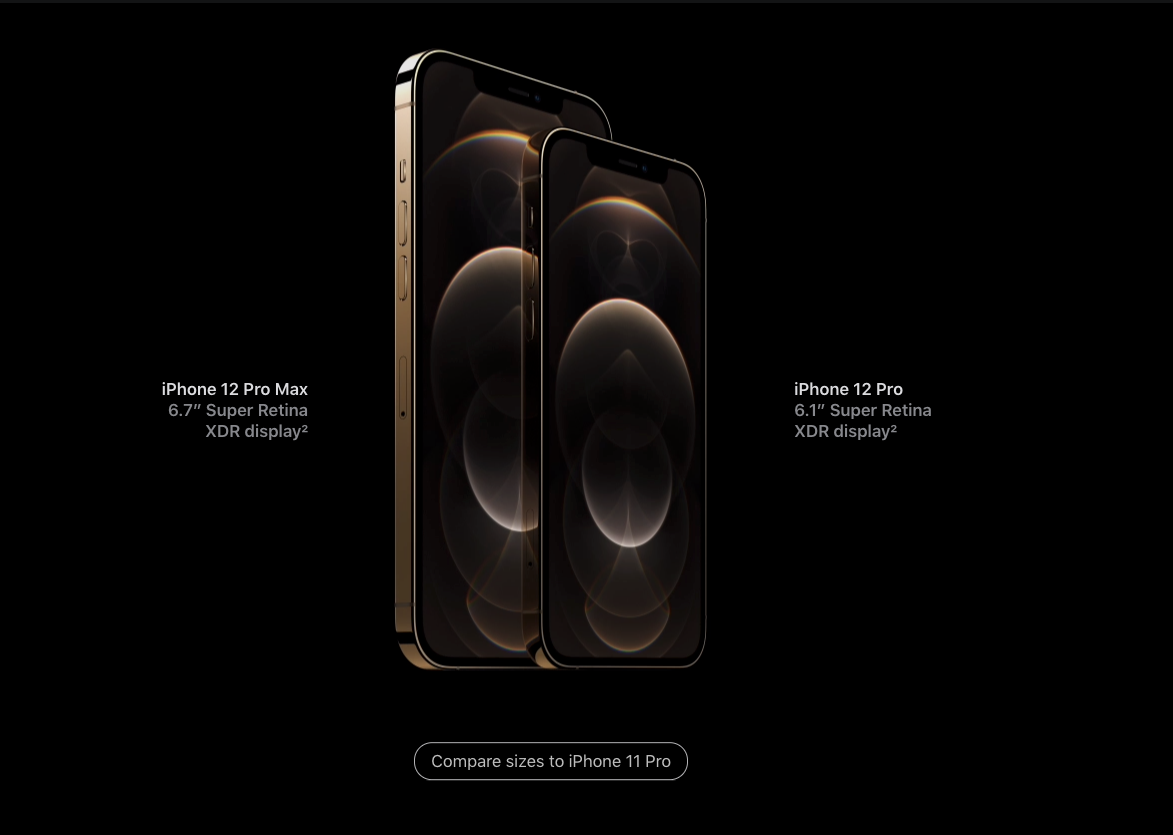 iPhone 12 Pro Max
6.7″ Super Retina
XDR display²
iPhone 12 Pro
6.1″ Super Retina
XDR display²
Compare sizes to iPhone 11 Pro